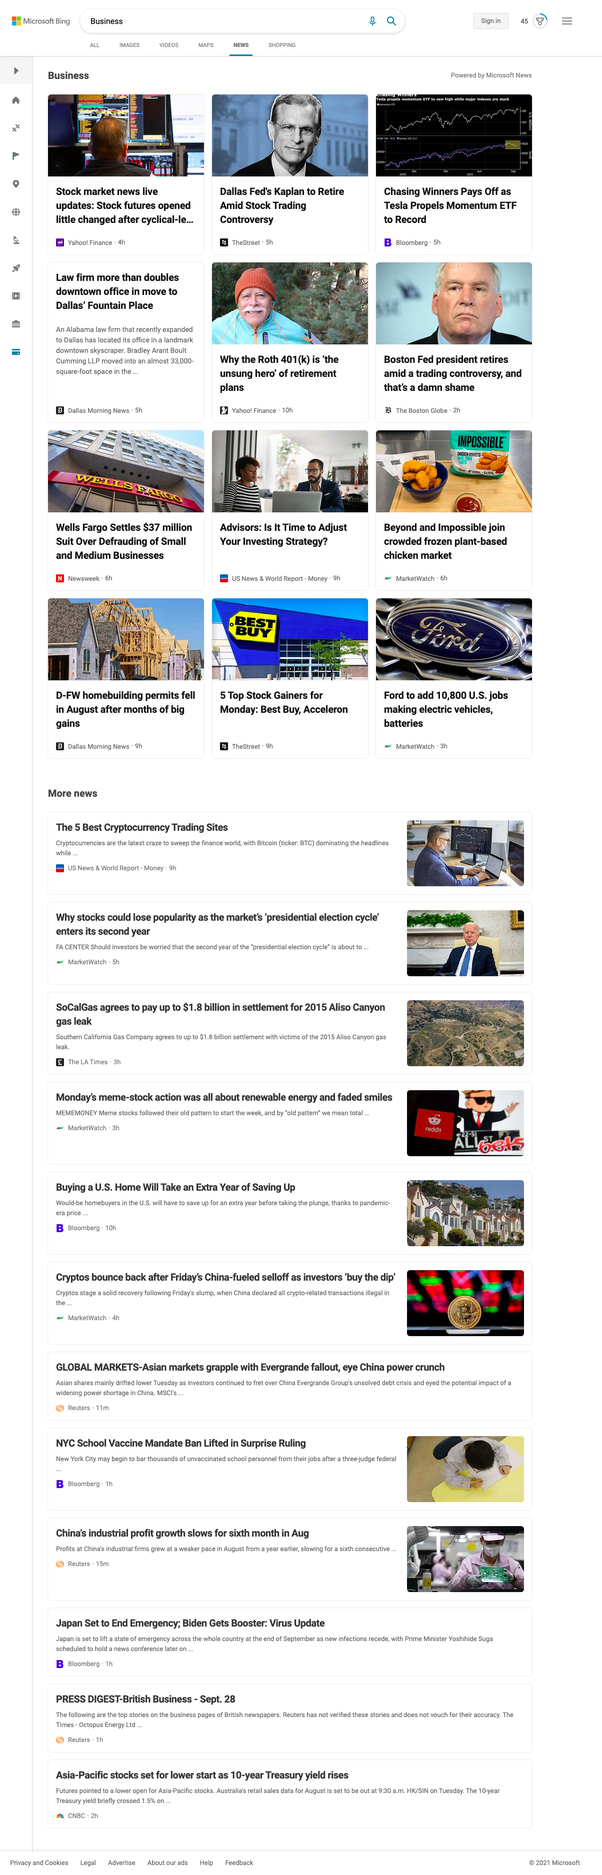 Microsoft Bing
Business
Sign in
45
ALL IMAGES VIDEOS MAPS NEWS SHOPPING
Business
Powered by Microsoft News
Stock market news live
updates: Stock futures opened
little changed after cyclical-le...
Yahoo! Finance · 4h
Dallas Fed's Kaplan to Retire
Amid Stock Trading
Controversy
TheStreet · 5h
Tesla propels momentum ETF to new high while major indexes are stuck
Chasing Winners Pays Off as
Tesla Propels Momentum ETF
to Record
Bloomberg · 5h
Law firm more than doubles
downtown office in move to
Dallas' Fountain Place
An Alabama law firm that recently expanded
to Dallas has located its office in a landmark
downtown skyscraper. Bradley Arant Boult
Cumming LLP moved into an almost 33,000-
square-foot space in the ...
Dallas Morning News · 5h
Why the Roth 401(k) is 'the
unsung hero' of retirement
plans
Yahoo! Finance · 10h
Boston Fed president retires
amid a trading controversy, and
that's a damn shame
The Boston Globe · 2h
WELLS FARGO
Wells Fargo Settles $37 million
Suit Over Defrauding of Small
and Medium Businesses
Newsweek · 6h
Advisors: Is It Time to Adjust
Your Investing Strategy?
US News & World Report - Money · 9h
IMPOSSIBLE
Beyond and Impossible join
crowded frozen plant-based
chicken market
MarketWatch · 6h
D-FW homebuilding permits fell
in August after months of big
gains
Dallas Morning News · 9h
BEST
BUY
5 Top Stock Gainers for
Monday: Best Buy, Acceleron
TheStreet · 9h
Ford
Ford to add 10,800 U.S. jobs
making electric vehicles,
batteries
MarketWatch · 3h
More news
The 5 Best Cryptocurrency Trading Sites
Cryptocurrencies are the latest craze to sweep the finance world, with Bitcoin (ticker: BTC) dominating the headlines
while ...
US News & World Report - Money · 9h
Why stocks could lose popularity as the market's 'presidential election cycle'
enters its second year
FA CENTER Should investors be worried that the second year of the "presidential election cycle" is about to ...
MarketWatch · 5h
SoCalGas agrees to pay up to $1.8 billion in settlement for 2015 Aliso Canyon
gas leak
Southern California Gas Company agrees to up to $1.8 billion settlement with victims of the 2015 Aliso Canyon gas
leak.
The LA Times · 3h
Monday's meme-stock action was all about renewable energy and faded smiles
MEMEMONEY Meme stocks followed their old pattern to start the week, and by "old pattern" we mean total ...
MarketWatch · 3h
reddit
Buying a U.S. Home Will Take an Extra Year of Saving Up
Would-be homebuyers in the U.S. will have to save up for an extra year before taking the plunge, thanks to pandemic-
era price ...
Bloomberg · 10h
Cryptos bounce back after Friday's China-fueled selloff as investors 'buy the dip'
Cryptos stage a solid recovery following Friday's slump, when China declared all crypto-related transactions illegal in
the ...
MarketWatch · 4h
GLOBAL MARKETS-Asian markets grapple with Evergrande fallout, eye China power crunch
Asian shares mainly drifted lower Tuesday as investors continued to fret over China Evergrande Group's unsolved debt crisis and eyed the potential impact of a
widening power shortage in China. MSCI's ...
Reuters · 11m
NYC School Vaccine Mandate Ban Lifted in Surprise Ruling
New York City may begin to bar thousands of unvaccinated school personnel from their jobs after a three-judge federal
...
Bloomberg · 1h
China's industrial profit growth slows for sixth month in Aug
Profits at China's industrial firms grew at a weaker pace in August from a year earlier, slowing for a sixth consecutive ...
Reuters · 15m
Japan Set to End Emergency; Biden Gets Booster: Virus Update
Japan is set to lift a state of emergency across the whole country at the end of September as new infections recede, with Prime Minister Yoshihide Suga
scheduled to hold a news conference later on ...
Bloomberg · 1h
PRESS DIGEST-British Business - Sept. 28
The following are the top stories on the business pages of British newspapers. Reuters has not verified these stories and does not vouch for their accuracy. The
Times - Octopus Energy Ltd ...
Reuters · 1h
Asia-Pacific stocks set for lower start as 10-year Treasury yield rises
Futures pointed to a lower open for Asia-Pacific stocks. Australia's retail sales data for August is set to be out at 9:30 a.m. HK/SIN on Tuesday. The 10-year
Treasury yield briefly crossed 1.5% on ...
CNBC · 2h
Privacy and Cookies Legal Advertise About our ads Help Feedback © 2021 Microsoft